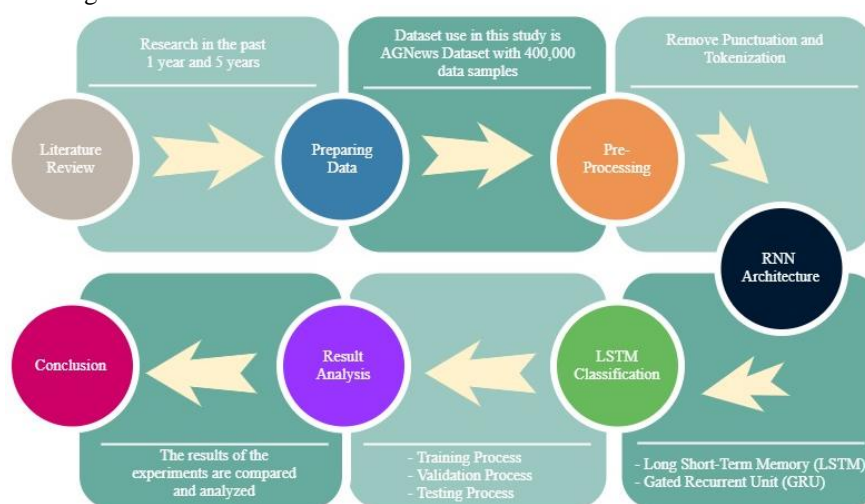 Research in the past
1 year and 5 years
Dataset use in this study is
AGNews Dataset with 400,000
data samples
Remove Punctuation and
Tokenization
Literature
Review
Preparing
Data
Pre-
Processing
RNN
Architecture
LSTM
Classification
Result
Analysis
Conclusion
- Long Short-Term Memory (LSTM)
- Gated Recurrent Unit (GRU)
- Training Process
- Validation Process
- Testing Process
The results of the
experiments are compared
and analyzed